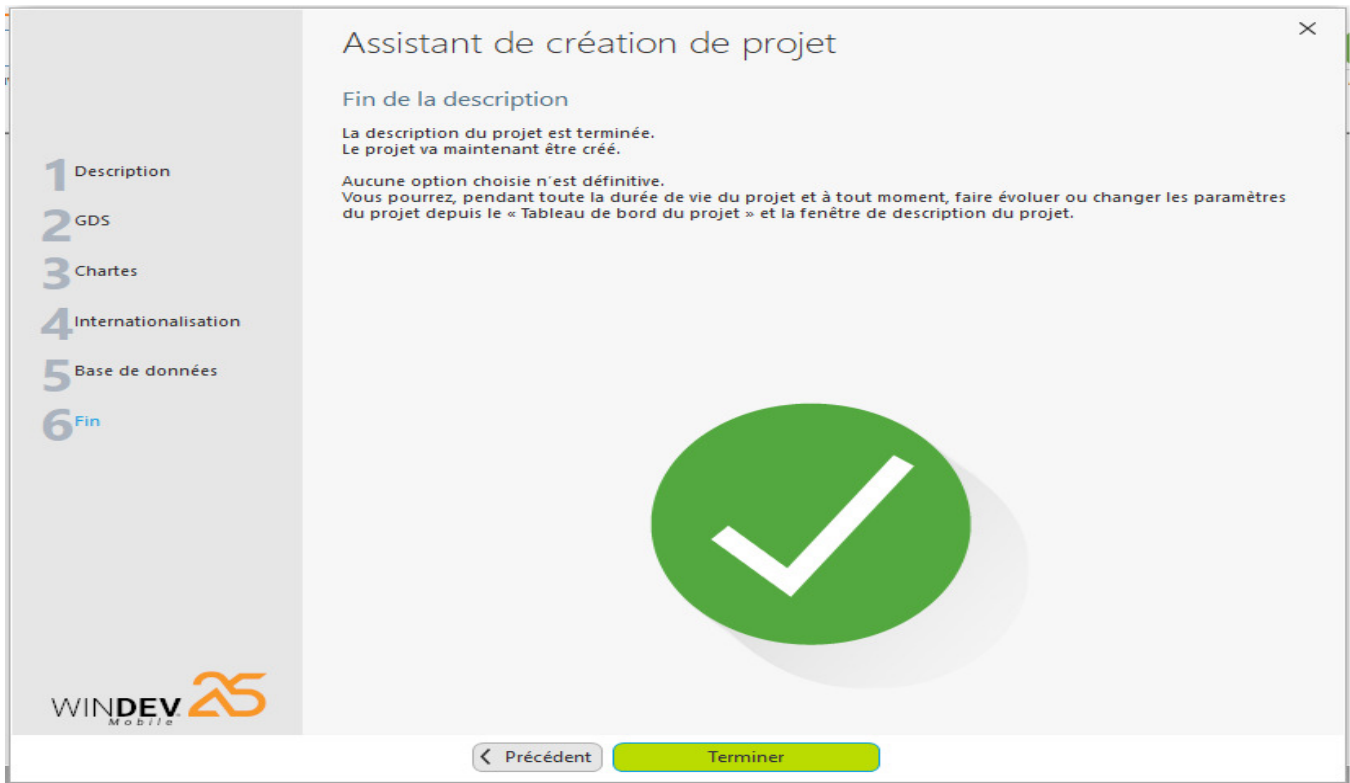 Assistant de création de projet
Fin de la description
La description du projet est terminée.
Le projet va maintenant être créé.
Aucune option choisie n'est définitive.
Vous pourrez, pendant toute la durée de vie du projet et à tout moment, faire évoluer ou changer les paramètres
du projet depuis le « Tableau de bord du projet » et la fenêtre de description du projet.
1 Description
2 GDS
3 Chartes
4 Internationalisation
5 Base de données
6 Fin
WINDEV 25
Mobile
Précédent
Terminer